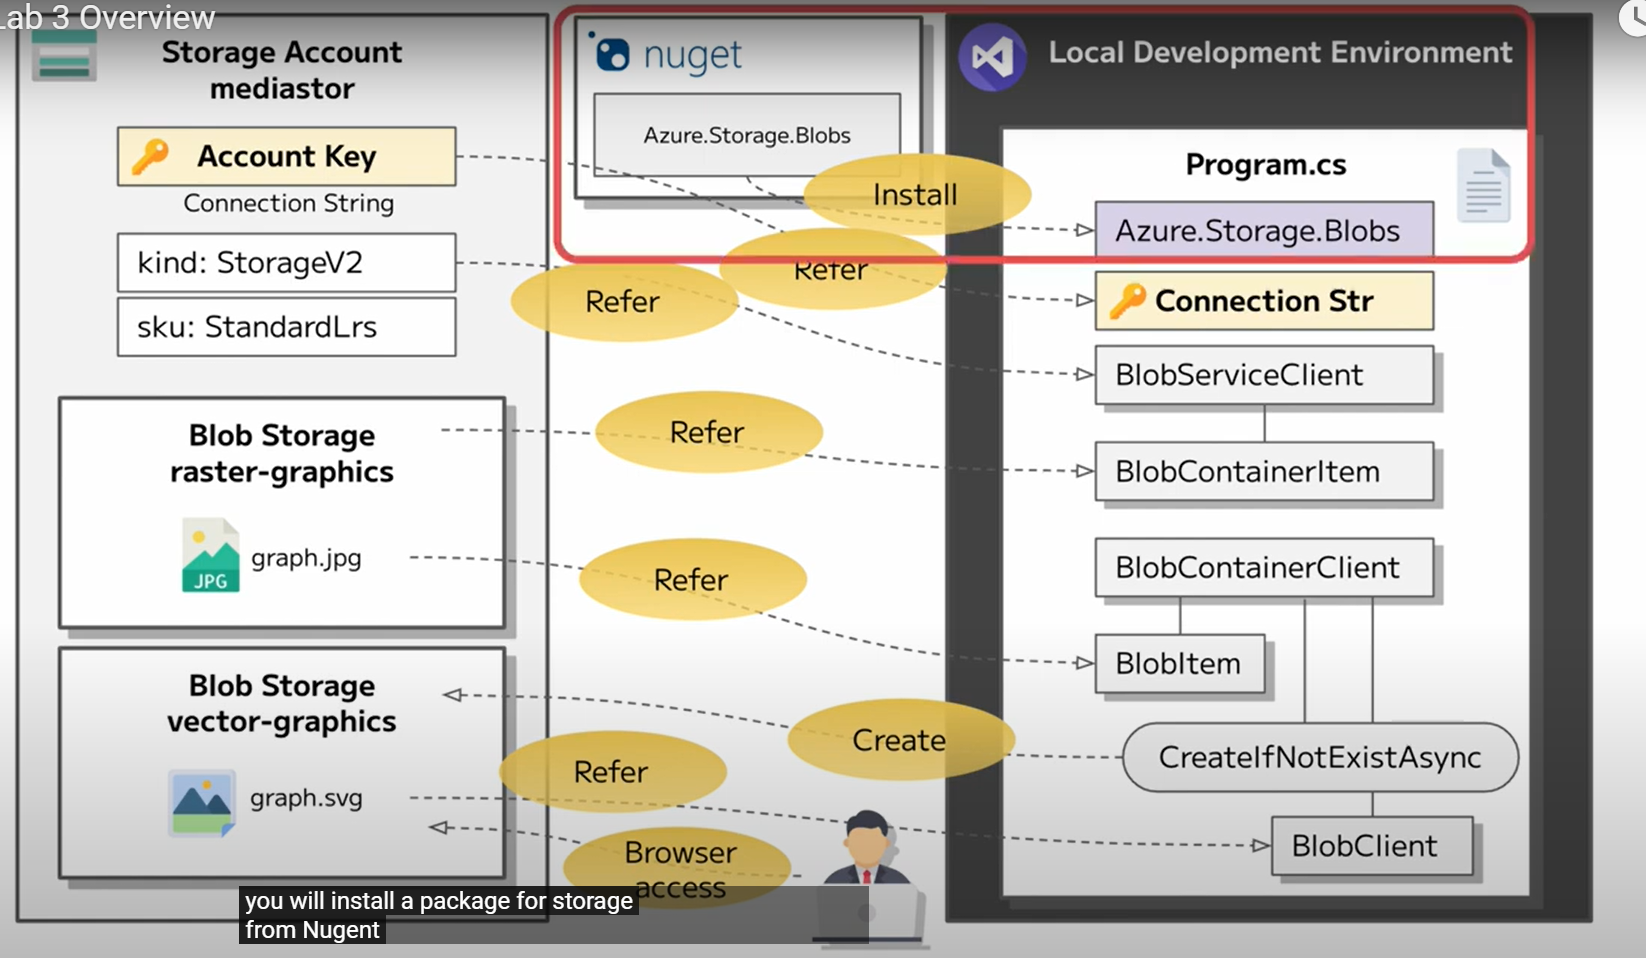 Lab 3 Overview
Storage Account
mediastor
Account Key
Connection String
kind: StorageV2
sku: StandardLrs
Blob Storage
raster-graphics
JPG
graph.jpg
Blob Storage
vector-graphics
graph.svg
nuget
Azure.Storage.Blobs
Install
Refer
Refer
Refer
Refer
Create
Refer
Browser
access
Local Development Environment
Program.cs
Azure.Storage.Blobs
Connection Str
BlobServiceClient
BlobContainerItem
BlobContainerClient
BlobItem
CreateIfNotExistAsync
BlobClient
you will install a package for storage
from Nugent